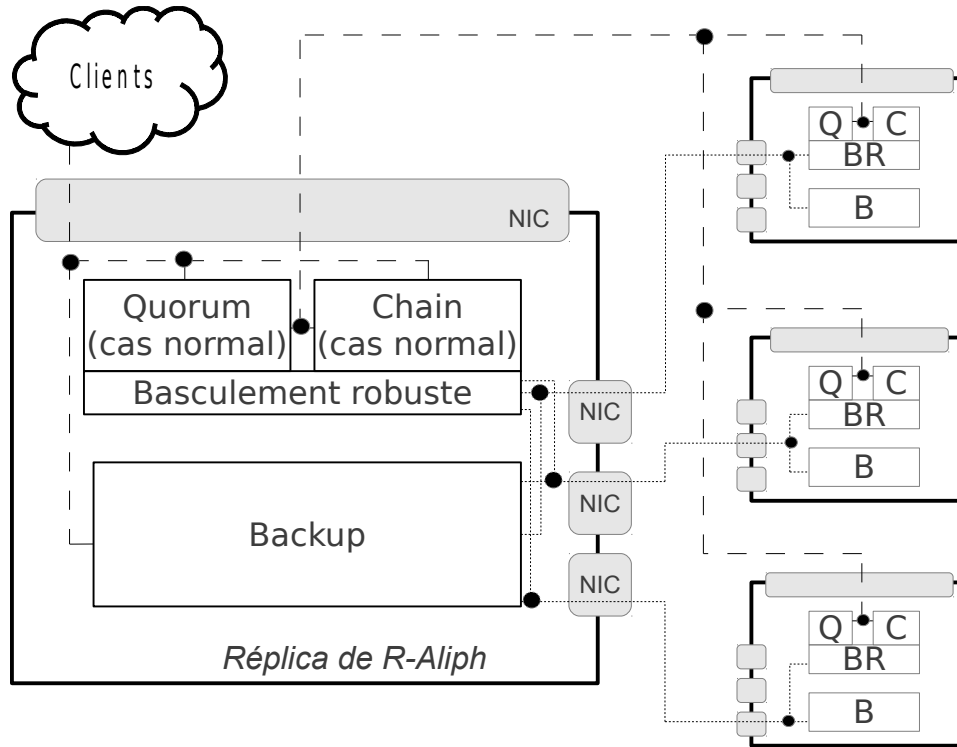 Clients
NIC
Quorum
(cas normal)
Chain
(cas normal)
Basculement robuste
NIC
NIC
Backup
NIC
Réplica de R-Aliph
Q
C
BR
B
Q
C
BR
B
Q
C
BR
B